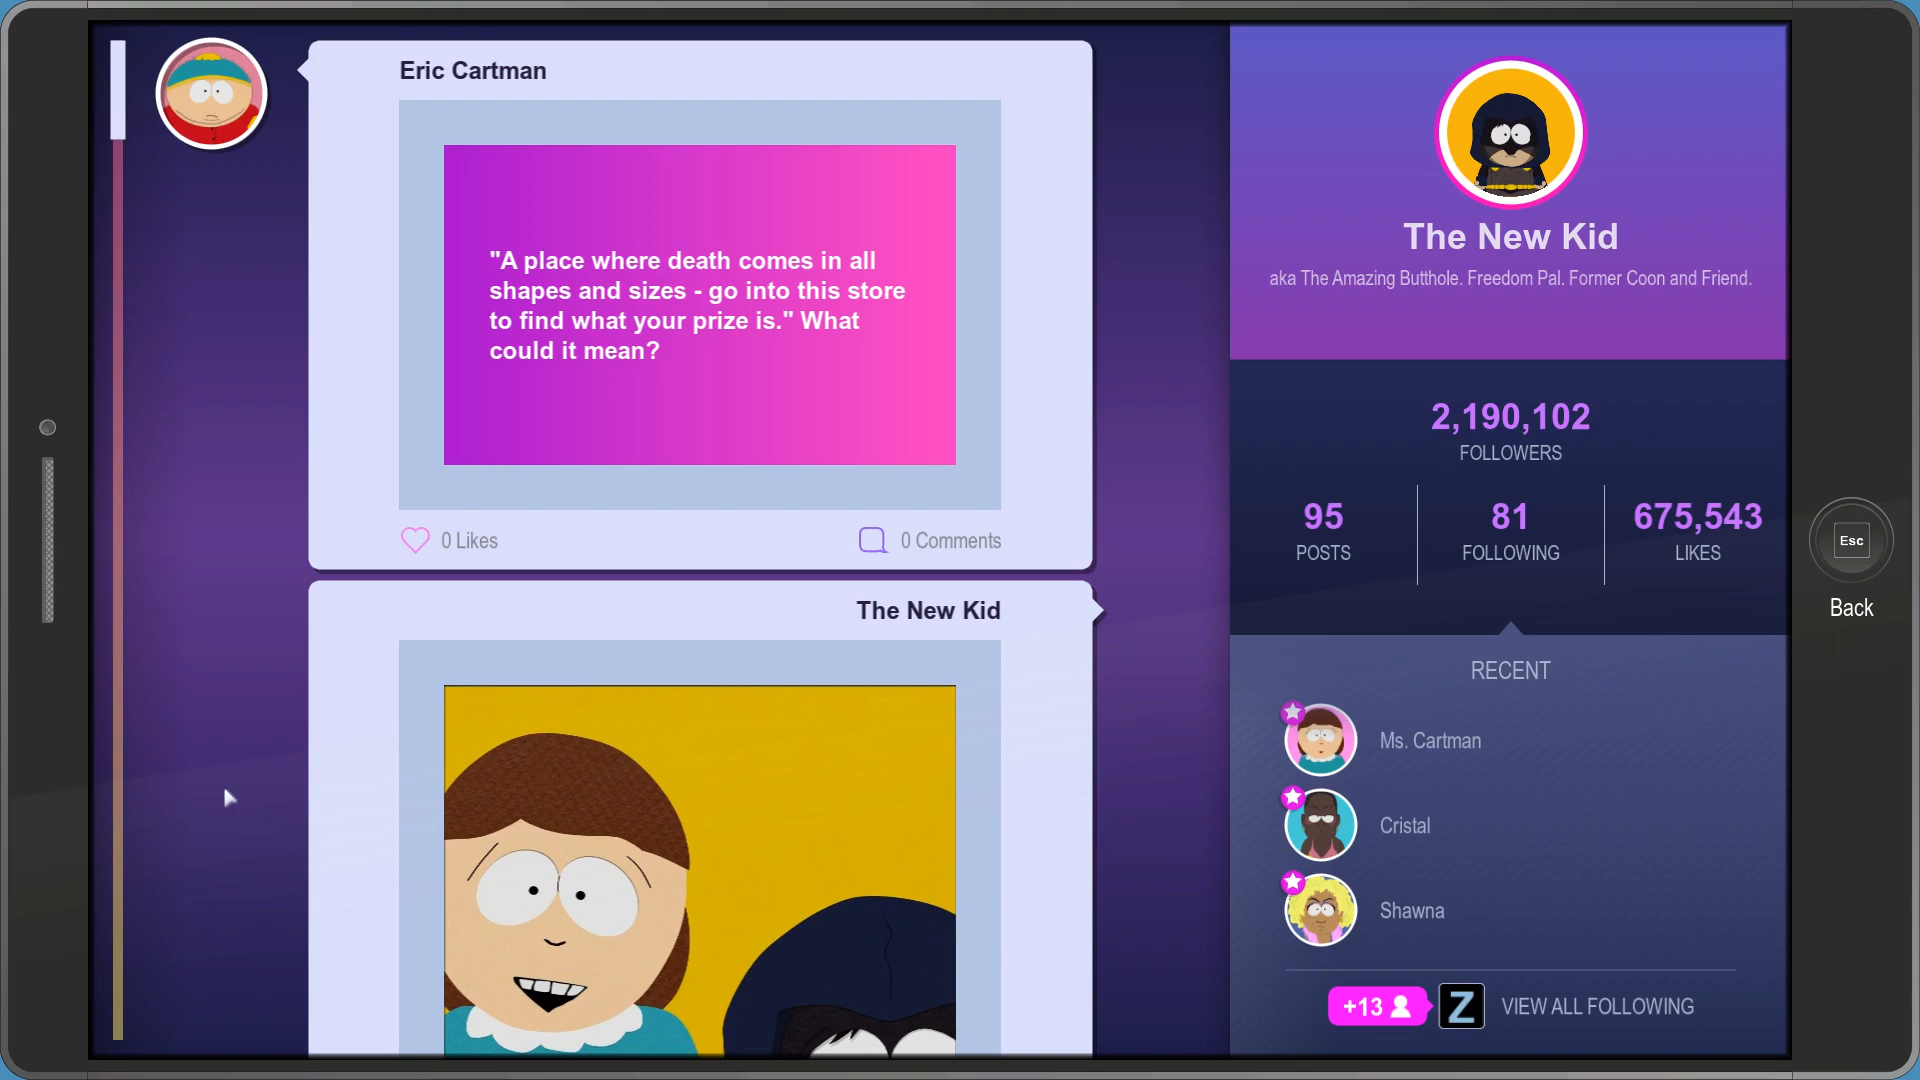 Eric Cartman
"A place where death comes in all
shapes and sizes - go into this store
to find what your prize is." What
could it mean?
0 Likes
0 Comments
The New Kid
The New Kid
aka The Amazing Butthole. Freedom Pal. Former Coon and Friend.
2,190,102
FOLLOWERS
95
POSTS
81
FOLLOWING
675,543
LIKES
RECENT
Ms. Cartman
Cristal
Shawna
+13
Z
VIEW ALL FOLLOWING
Esc
Back